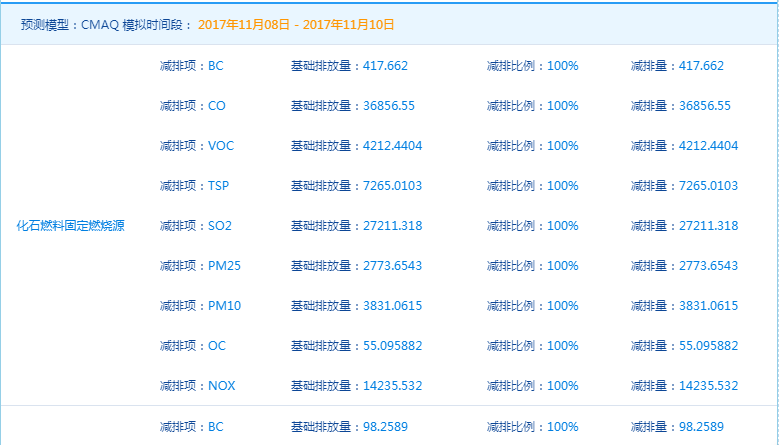 预测模型：CMAQ 模拟时间段： 2017年11月08日 - 2017年11月10日
减排项：BC 基础排放量：417.662 减排比例：100% 减排量：417.662
减排项：CO 基础排放量：36856.55 减排比例：100% 减排量：36856.55
减排项：VOC 基础排放量：4212.4404 减排比例：100% 减排量：4212.4404
减排项：TSP 基础排放量：7265.0103 减排比例：100% 减排量：7265.0103
化石燃料固定燃烧源 减排项：SO2 基础排放量：27211.318 减排比例：100% 减排量：27211.318
减排项：PM25 基础排放量：2773.6543 减排比例：100% 减排量：2773.6543
减排项：PM10 基础排放量：3831.0615 减排比例：100% 减排量：3831.0615
减排项：OC 基础排放量：55.095882 减排比例：100% 减排量：55.095882
减排项：NOX 基础排放量：14235.532 减排比例：100% 减排量：14235.532
减排项：BC 基础排放量：98.2589 减排比例：100% 减排量：98.2589